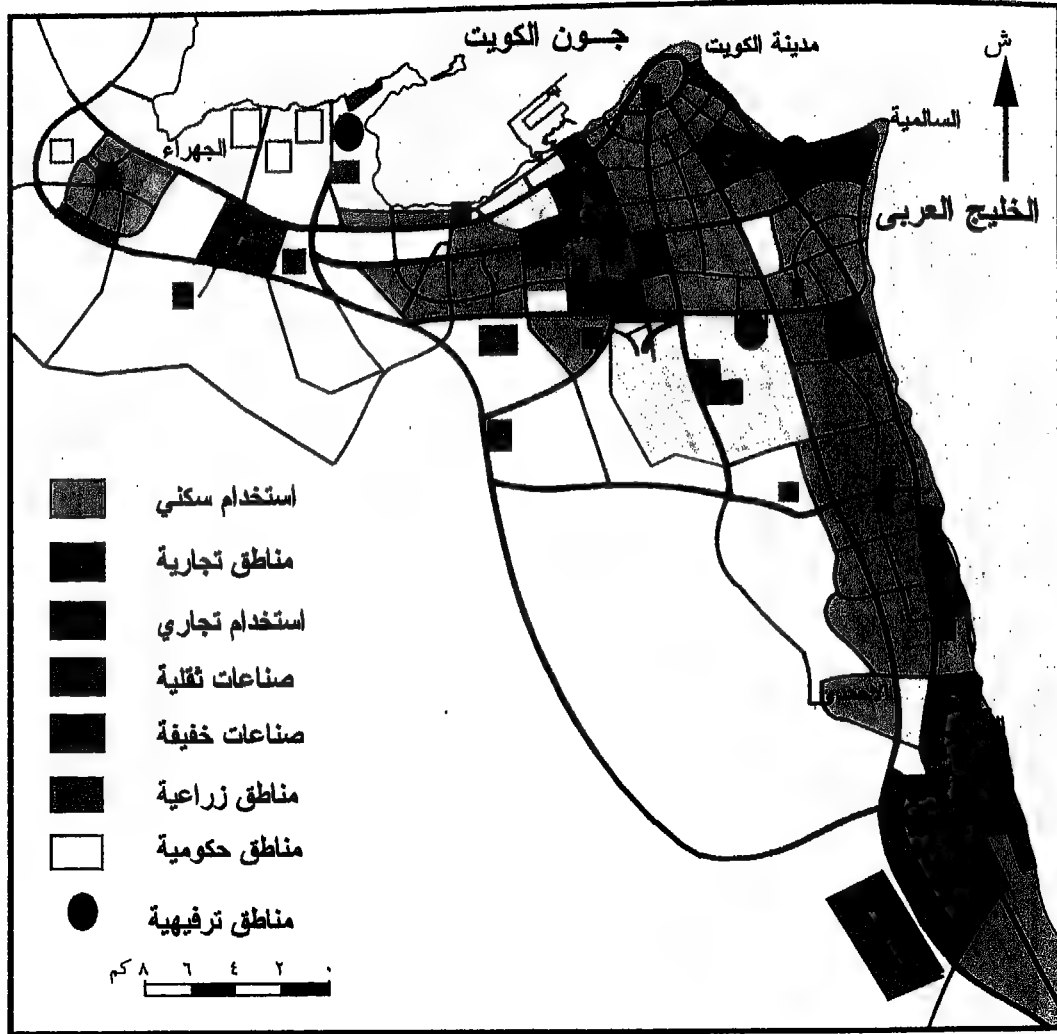 جـــون الكويت
مدينة الكويت
ش
السالمية
الجهراء
الخليج العربى
استخدام سكني
مناطق تجارية
استخدام تجاري
صناعات ثقلية
صناعات خفيفة
مناطق زراعية
مناطق حكومية
مناطق ترفيهية
٨ ٦ ٤ ٢ ٠ كم